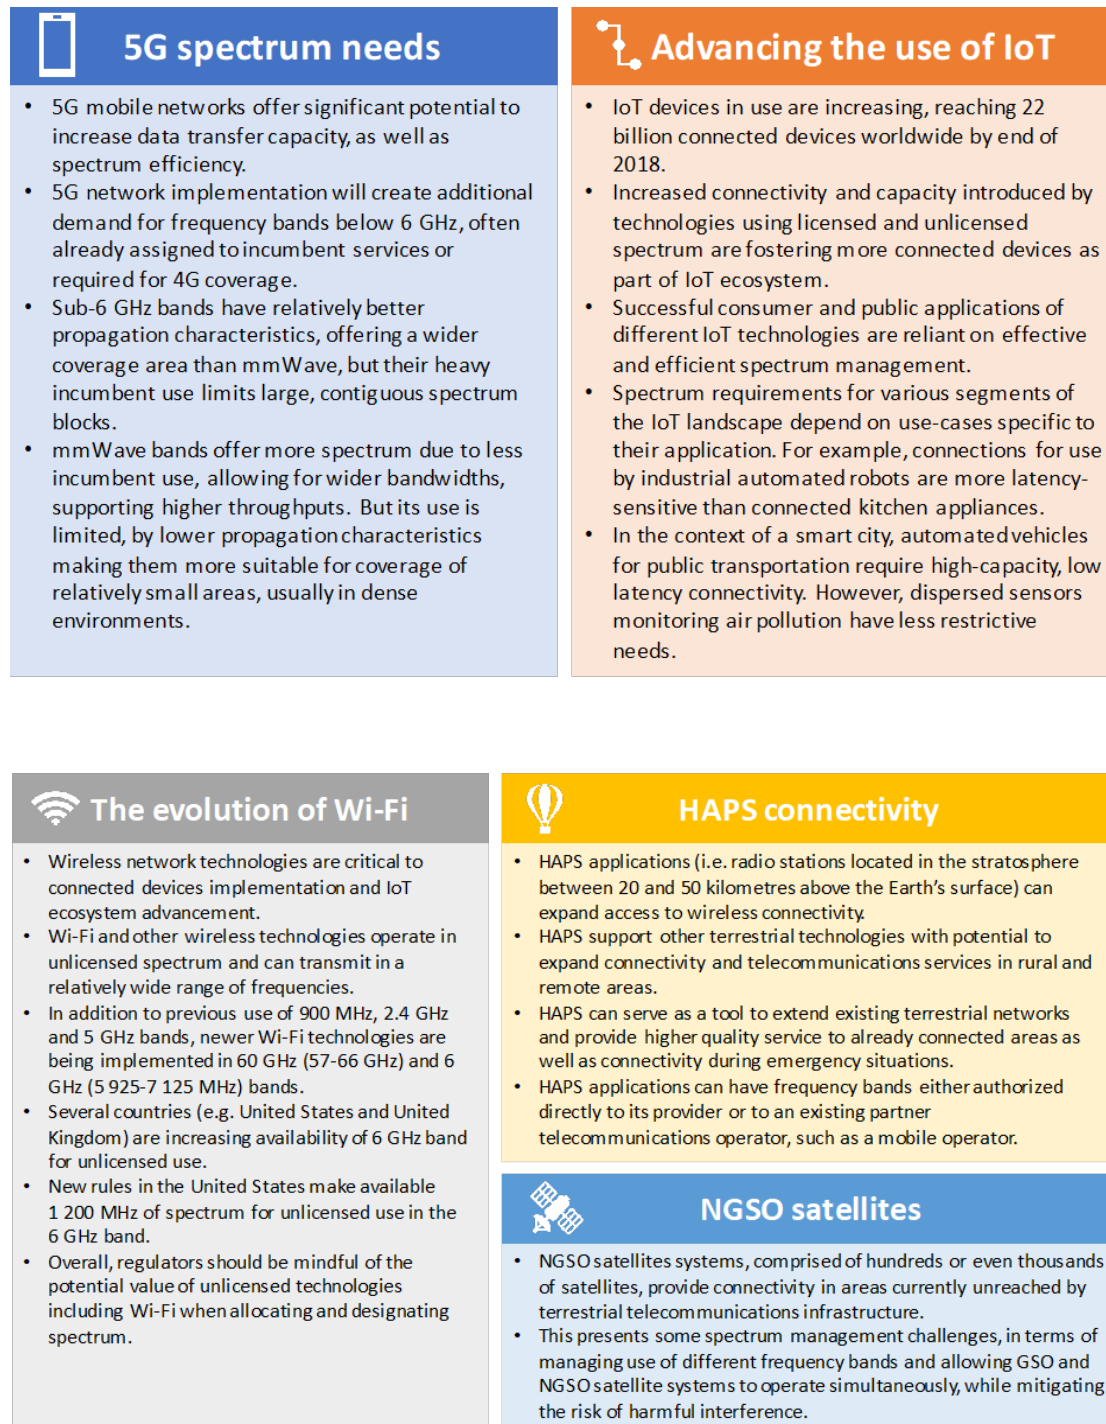 5G spectrum needs
• 5G mobile networks offer significant potential to
increase data transfer capacity, as well as
spectrum efficiency.
• 5G network implementation will create additional
demand for frequency bands below 6 GHz, often
already assigned to incumbent services or
required for 4G coverage.
• Sub-6 GHz bands have relatively better
propagation characteristics, offering a wider
coverage area than mmWave, but their heavy
incumbent use limits large, contiguous spectrum
blocks.
• mmWave bands offer more spectrum due to less
incumbent use, allowing for wider bandwidths,
supporting higher throughputs. But its use is
limited, by lower propagation characteristics
making them more suitable for coverage of
relatively small areas, usually in dense
environments.
Advancing the use of IoT
• IoT devices in use are increasing, reaching 22
billion connected devices worldwide by end of
2018.
• Increased connectivity and capacity introduced by
technologies using licensed and unlicensed
spectrum are fostering more connected devices as
part of IoT ecosystem.
• Successful consumer and public applications of
different IoT technologies are reliant on effective
and efficient spectrum management.
• Spectrum requirements for various segments of
the IoT landscape depend on use-cases specific to
their application. For example, connections for use
by industrial automated robots are more latency-
sensitive than connected kitchen appliances.
• In the context of a smart city, automated vehicles
for public transportation require high-capacity, low
latency connectivity. However, dispersed sensors
monitoring air pollution have less restrictive
needs.
The evolution of Wi-Fi
• Wireless network technologies are critical to
connected devices implementation and IoT
ecosystem advancement.
• Wi-Fi and other wireless technologies operate in
unlicensed spectrum and can transmit in a
relatively wide range of frequencies.
• In addition to previous use of 900 MHz, 2.4 GHz
and 5 GHz bands, newer Wi-Fi technologies are
being implemented in 60 GHz (57-66 GHz) and 6
GHz (5 925-7 125 MHz) bands.
• Several countries (e.g. United States and United
Kingdom) are increasing availability of 6 GHz band
for unlicensed use.
• New rules in the United States make available
1 200 MHz of spectrum for unlicensed use in the
6 GHz band.
• Overall, regulators should be mindful of the
potential value of unlicensed technologies
including Wi-Fi when allocating and designating
spectrum.
HAPS connectivity
• HAPS applications (i.e. radio stations located in the stratosphere
between 20 and 50 kilometres above the Earth's surface) can
expand access to wireless connectivity.
• HAPS support other terrestrial technologies with potential to
expand connectivity and telecommunications services in rural and
remote areas.
• HAPS can serve as a tool to extend existing terrestrial networks
and provide higher quality service to already connected areas as
well as connectivity during emergency situations.
• HAPS applications can have frequency bands either authorized
directly to its provider or to an existing partner
telecommunications operator, such as a mobile operator.
NGSO satellites
• NGSO satellites systems, comprised of hundreds or even thousands
of satellites, provide connectivity in areas currently unreached by
terrestrial telecommunications infrastructure.
• This presents some spectrum management challenges, in terms of
managing use of different frequency bands and allowing GSO and
NGSO satellite systems to operate simultaneously, while mitigating
the risk of harmful interference.